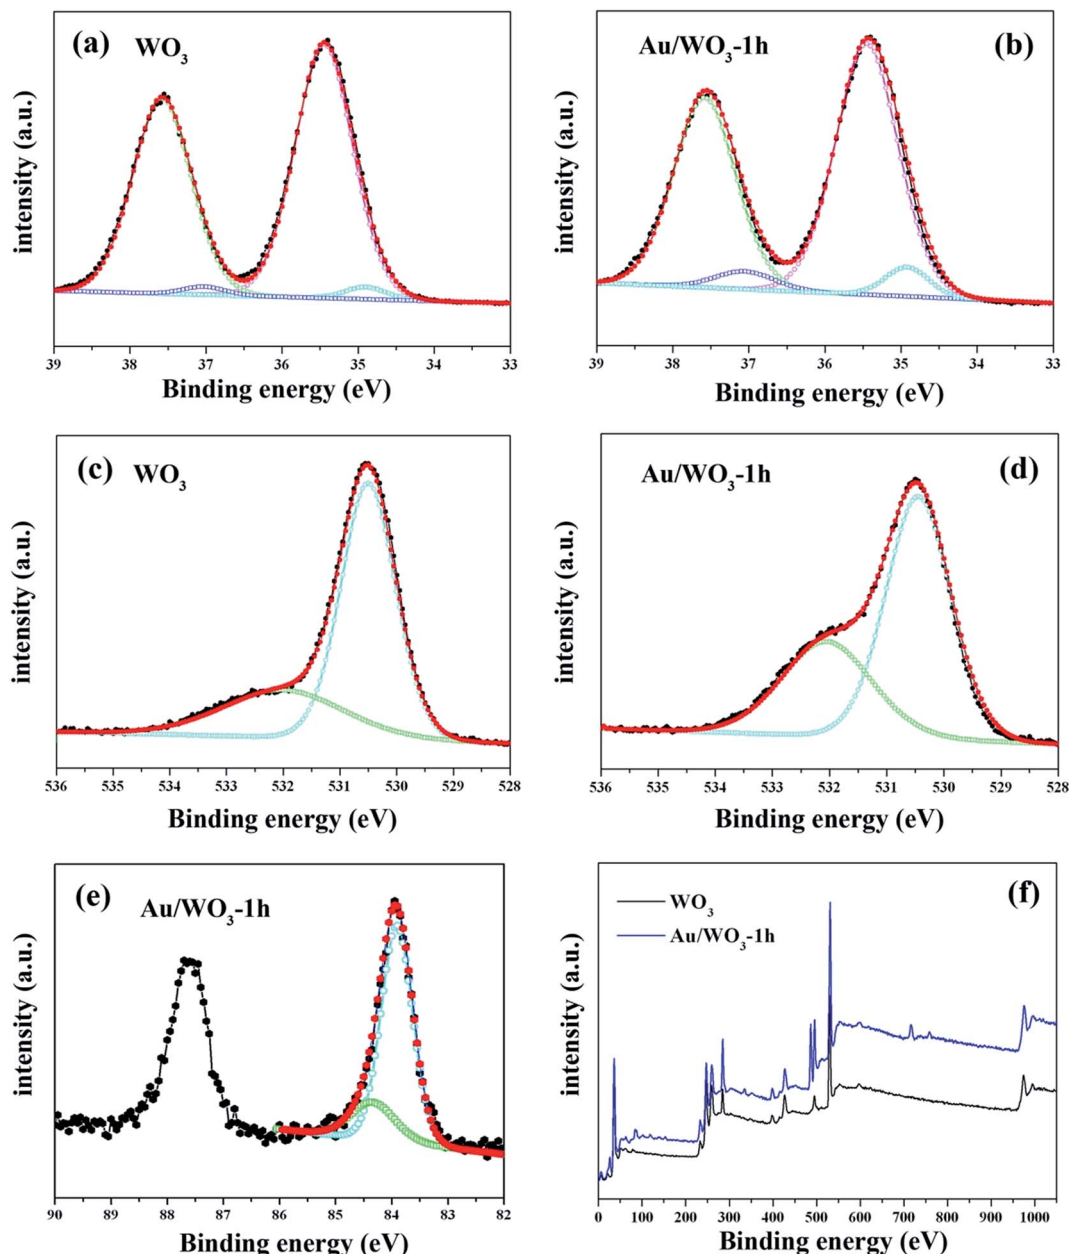 (a) WO3
intensity (a.u.)
39 38 37 36 35 34 33
Binding energy (eV)
Au/WO3-1h (b)
intensity (a.u.)
39 38 37 36 35 34 33
Binding energy (eV)
(c) WO3
intensity (a.u.)
536 535 534 533 532 531 530 529 528
Binding energy (eV)
Au/WO3-1h (d)
intensity (a.u.)
536 535 534 533 532 531 530 529 528
Binding energy (eV)
(e)
Au/WO3-1h
intensity (a.u.)
90 89 88 87 86 85 84 83 82
Binding energy (eV)
(f)
WO3
Au/WO3-1h
intensity (a.u.)
0 100 200 300 400 500 600 700 800 900 1000
Binding energy (eV)